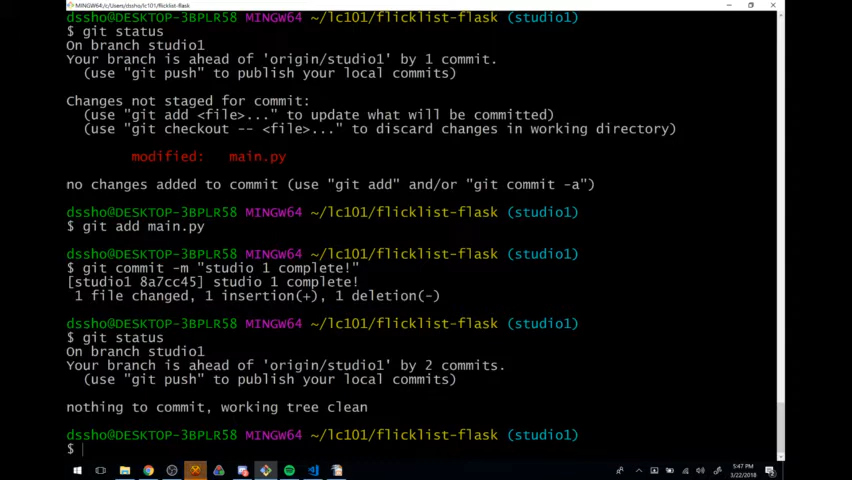 MINGW64:/c/Users/dssho/lc101/flicklist-flask
dssho@DESKTOP-3BPLR58 MINGW64 ~/lc101/flicklist-flask (studio1)
$ git status
On branch studio1
Your branch is ahead of 'origin/studio1' by 1 commit.
(use "git push" to publish your local commits)
Changes not staged for commit:
(use "git add <file>..." to update what will be committed)
(use "git checkout -- <file>..." to discard changes in working directory)
modified: main.py
no changes added to commit (use "git add" and/or "git commit -a")
dssho@DESKTOP-3BPLR58 MINGW64 ~/lc101/flicklist-flask (studio1)
$ git add main.py
dssho@DESKTOP-3BPLR58 MINGW64 ~/lc101/flicklist-flask (studio1)
$ git commit -m "studio 1 complete!"
[studio1 8a7cc45] studio 1 complete!
1 file changed, 1 insertion(+), 1 deletion(-)
dssho@DESKTOP-3BPLR58 MINGW64 ~/lc101/flicklist-flask (studio1)
$ git status
On branch studio1
Your branch is ahead of 'origin/studio1' by 2 commits.
(use "git push" to publish your local commits)
nothing to commit, working tree clean
dssho@DESKTOP-3BPLR58 MINGW64 ~/lc101/flicklist-flask (studio1)
$
5:47 PM
3/22/2018